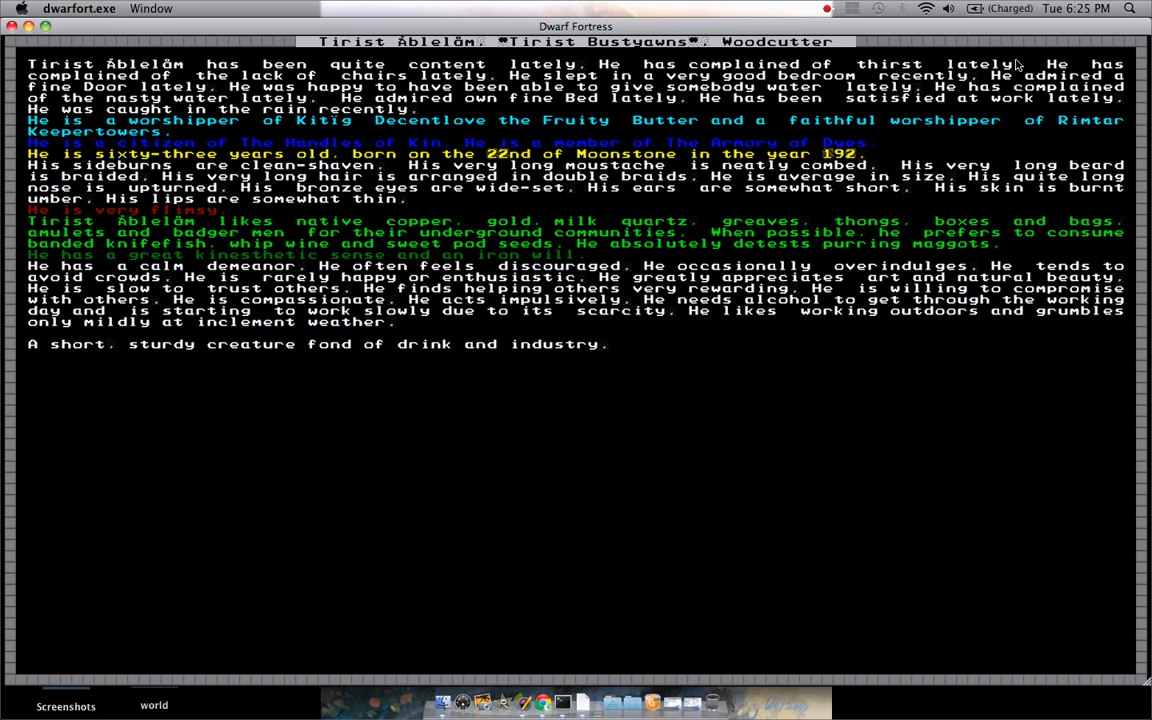 dwarfort.exe Window (Charged) Tue 6:25 PM
Dwarf Fortress
Tirist Åblelåm, "Tirist Bustyawns", Woodcutter
Tirist Åblelåm has been quite content lately. He has complained of thirst lately. He has
complained of the lack of chairs lately. He slept in a very good bedroom recently. He admired a
fine Door lately. He was happy to have been able to give somebody water lately. He has complained
of the nasty water lately. He admired own fine Bed lately. He has been satisfied at work lately.
He was caught in the rain recently.
He is a worshipper of Kitïg Decentlove the Fruity Butter and a faithful worshipper of Rimtar
Keepertowers.
He is a citizen of The Handles of Kin. He is a member of The Armory of Dyes.
He is sixty-three years old, born on the 22nd of Moonstone in the year 192.
His sideburns are clean-shaven. His very long moustache is neatly combed. His very long beard
is braided. His very long hair is arranged in double braids. He is average in size. His quite long
nose is upturned. His bronze eyes are wide-set. His ears are somewhat short. His skin is burnt
umber. His lips are somewhat thin.
He is very flimsy.
Tirist Åblelåm likes native copper, gold, milk quartz, greaves, thongs, boxes and bags,
amulets and badger men for their underground communities. When possible, he prefers to consume
banded knifefish, whip wine and sweet pod seeds. He absolutely detests purring maggots.
He has a great kinesthetic sense and an iron will.
He has a calm demeanor. He often feels discouraged. He occasionally overindulges. He tends to
avoid crowds. He is rarely happy or enthusiastic. He greatly appreciates art and natural beauty.
He is slow to trust others. He finds helping others very rewarding. He is willing to compromise
with others. He is compassionate. He acts impulsively. He needs alcohol to get through the working
day and is starting to work slowly due to its scarcity. He likes working outdoors and grumbles
only mildly at inclement weather.
A short, sturdy creature fond of drink and industry.
Screenshots world